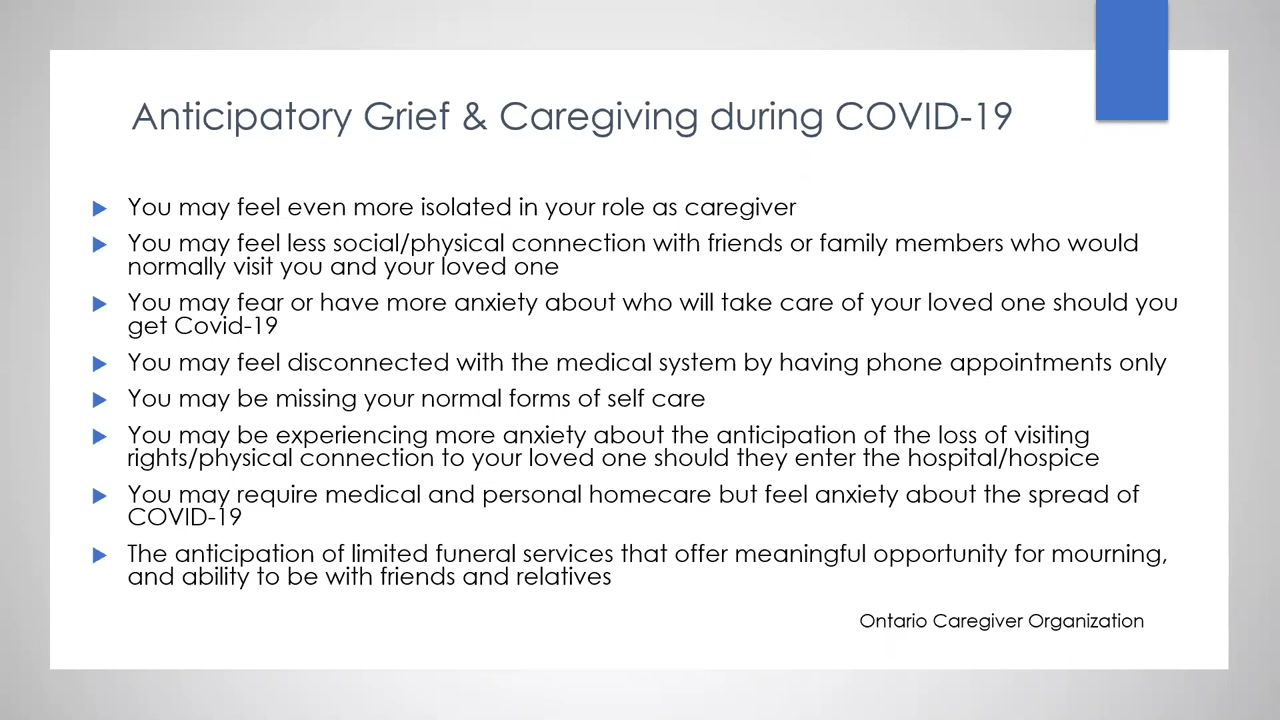 Anticipatory Grief & Caregiving during COVID-19
You may feel even more isolated in your role as caregiver
You may feel less social/physical connection with friends or family members who would
normally visit you and your loved one
You may fear or have more anxiety about who will take care of your loved one should you
get Covid-19
You may feel disconnected with the medical system by having phone appointments only
You may be missing your normal forms of self care
You may be experiencing more anxiety about the anticipation of the loss of visiting
rights/physical connection to your loved one should they enter the hospital/hospice
You may require medical and personal homecare but feel anxiety about the spread of
COVID-19
The anticipation of limited funeral services that offer meaningful opportunity for mourning,
and ability to be with friends and relatives
Ontario Caregiver Organization